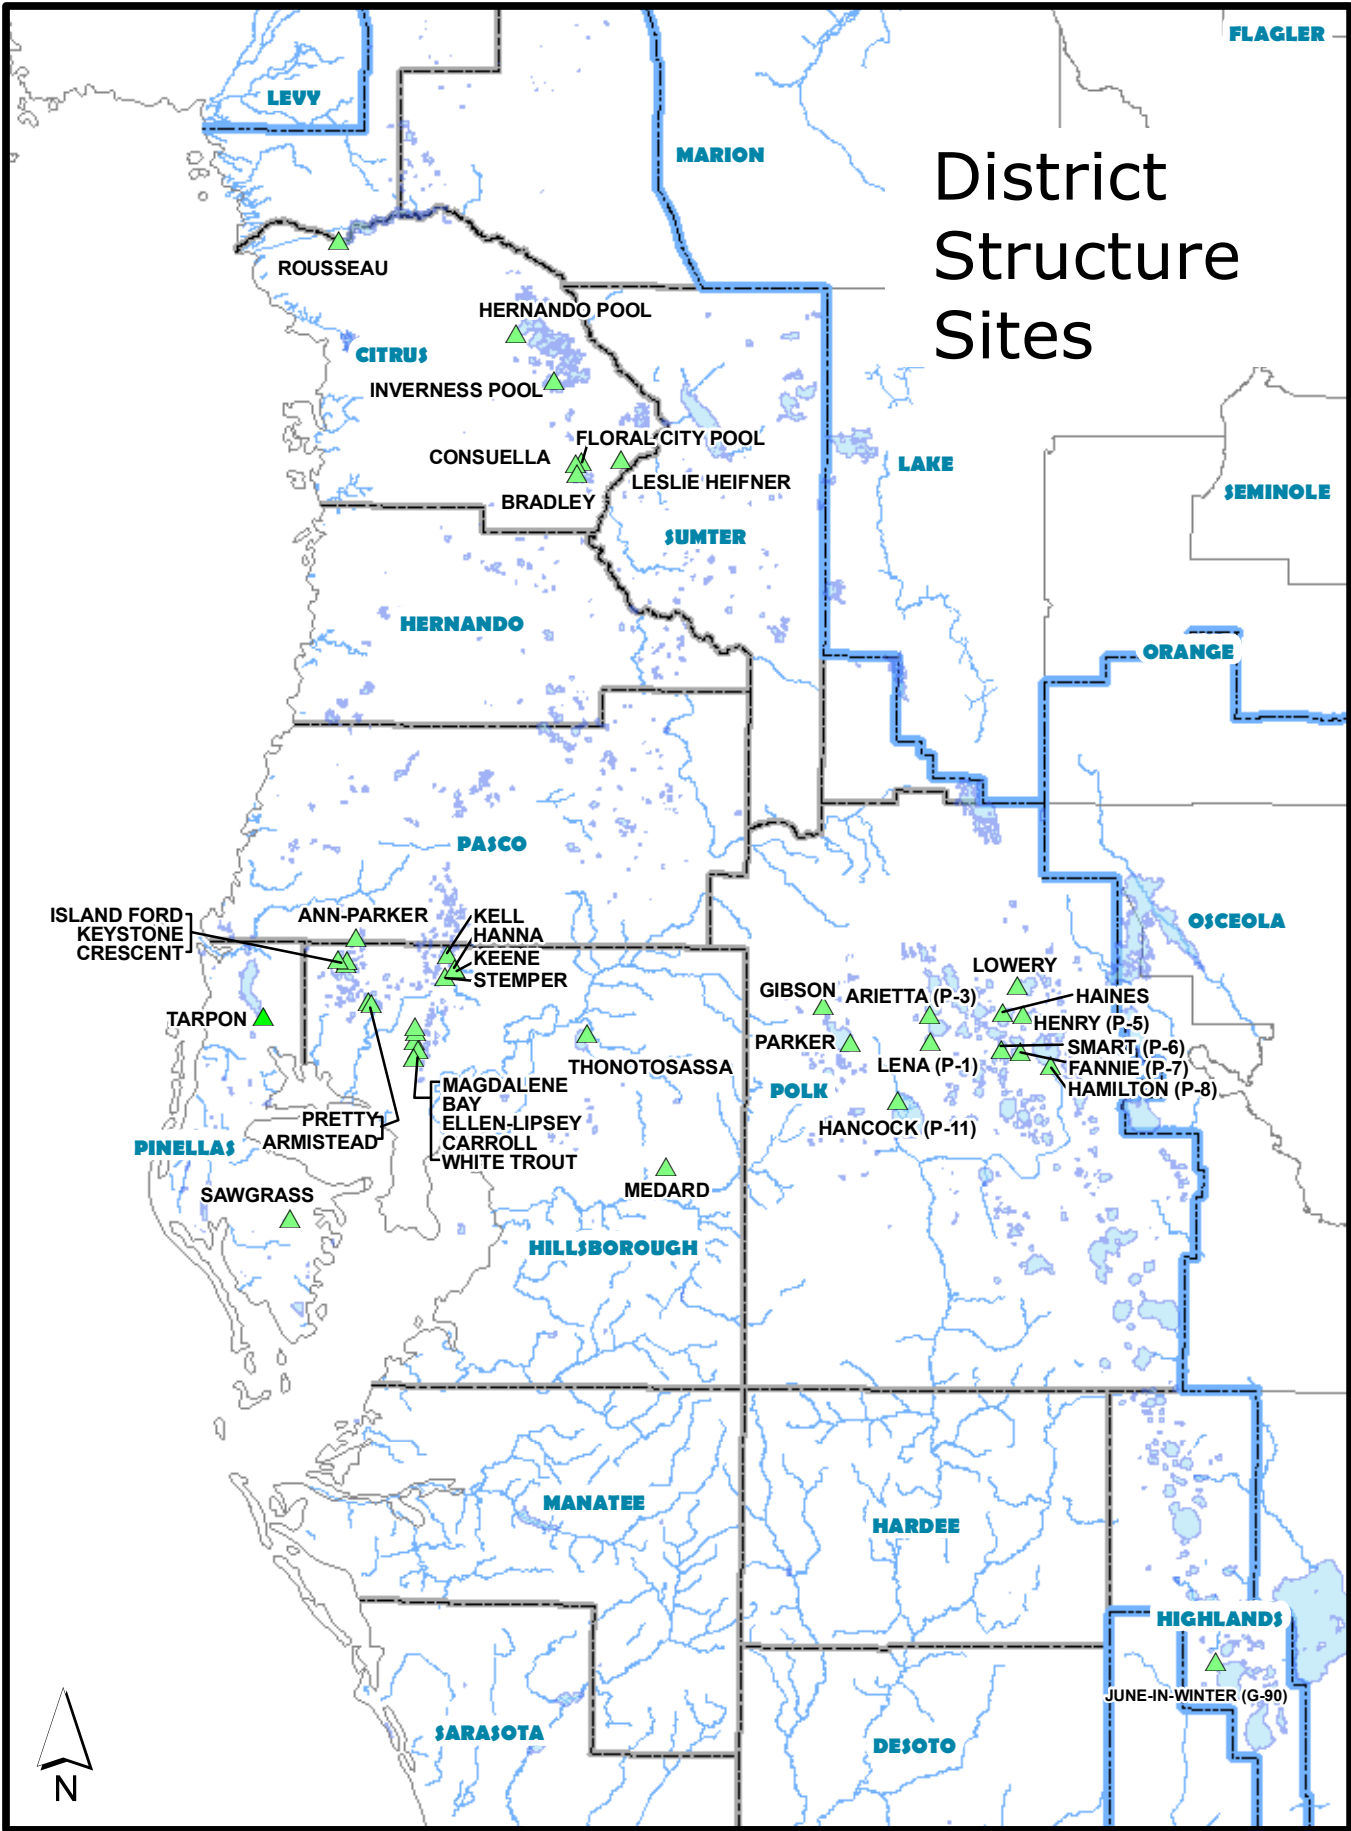 FLAGLER
LEVY
MARION
District
Structure
Sites
ROUSSEAU
HERNANDO POOL
CITRUS
INVERNESS POOL
FLORAL CITY POOL
CONSUELLA
LAKE
LESLIE HEIFNER
SEMINOLE
BRADLEY
SUMTER
HERNANDO
ORANGE
PASCO
ISLAND FORD
KEYSTONE
CRESCENT
ANN-PARKER
KELL
HANNA
KEENE
STEMPER
OSCEOLA
LOWERY
GIBSON
ARIETTA (P-3)
HAINES
TARPON
HENRY (P-5)
PARKER
SMART (P-6)
THONOTOSASSA
LENA (P-1)
FANNIE (P-7)
HAMILTON (P-8)
POLK
MAGDALENE
BAY
ELLEN-LIPSEY
CARROLL
WHITE TROUT
PRETTY
ARMISTEAD
HANCOCK (P-11)
PINELLAS
SAWGRASS
MEDARD
HILLSBOROUGH
MANATEE
HARDEE
HIGHLANDS
JUNE-IN-WINTER (G-90)
SARASOTA
DESOTO
N